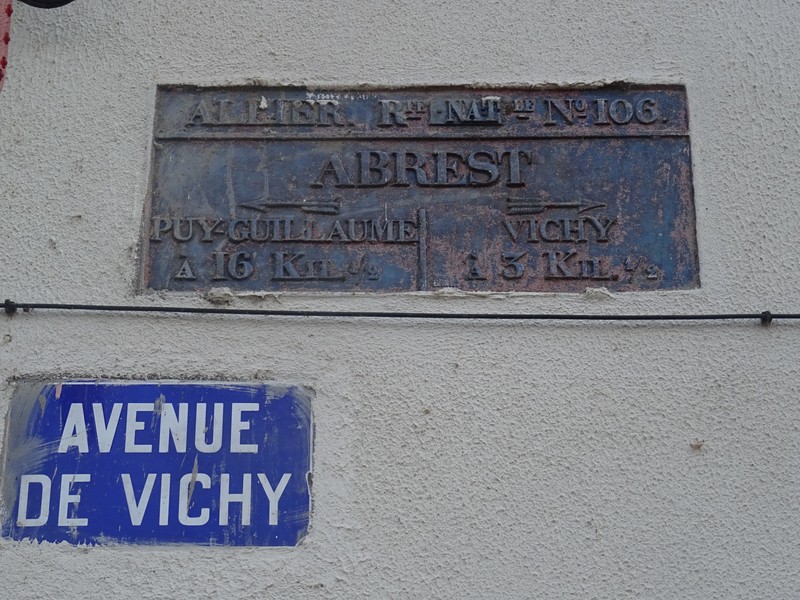 ALLIER. Rte NATle No 106.
ABREST
PUY-GUILLAUME VICHY
À 16 KIL. 1/2 À 3 KIL. 1/2
AVENUE
DE VICHY